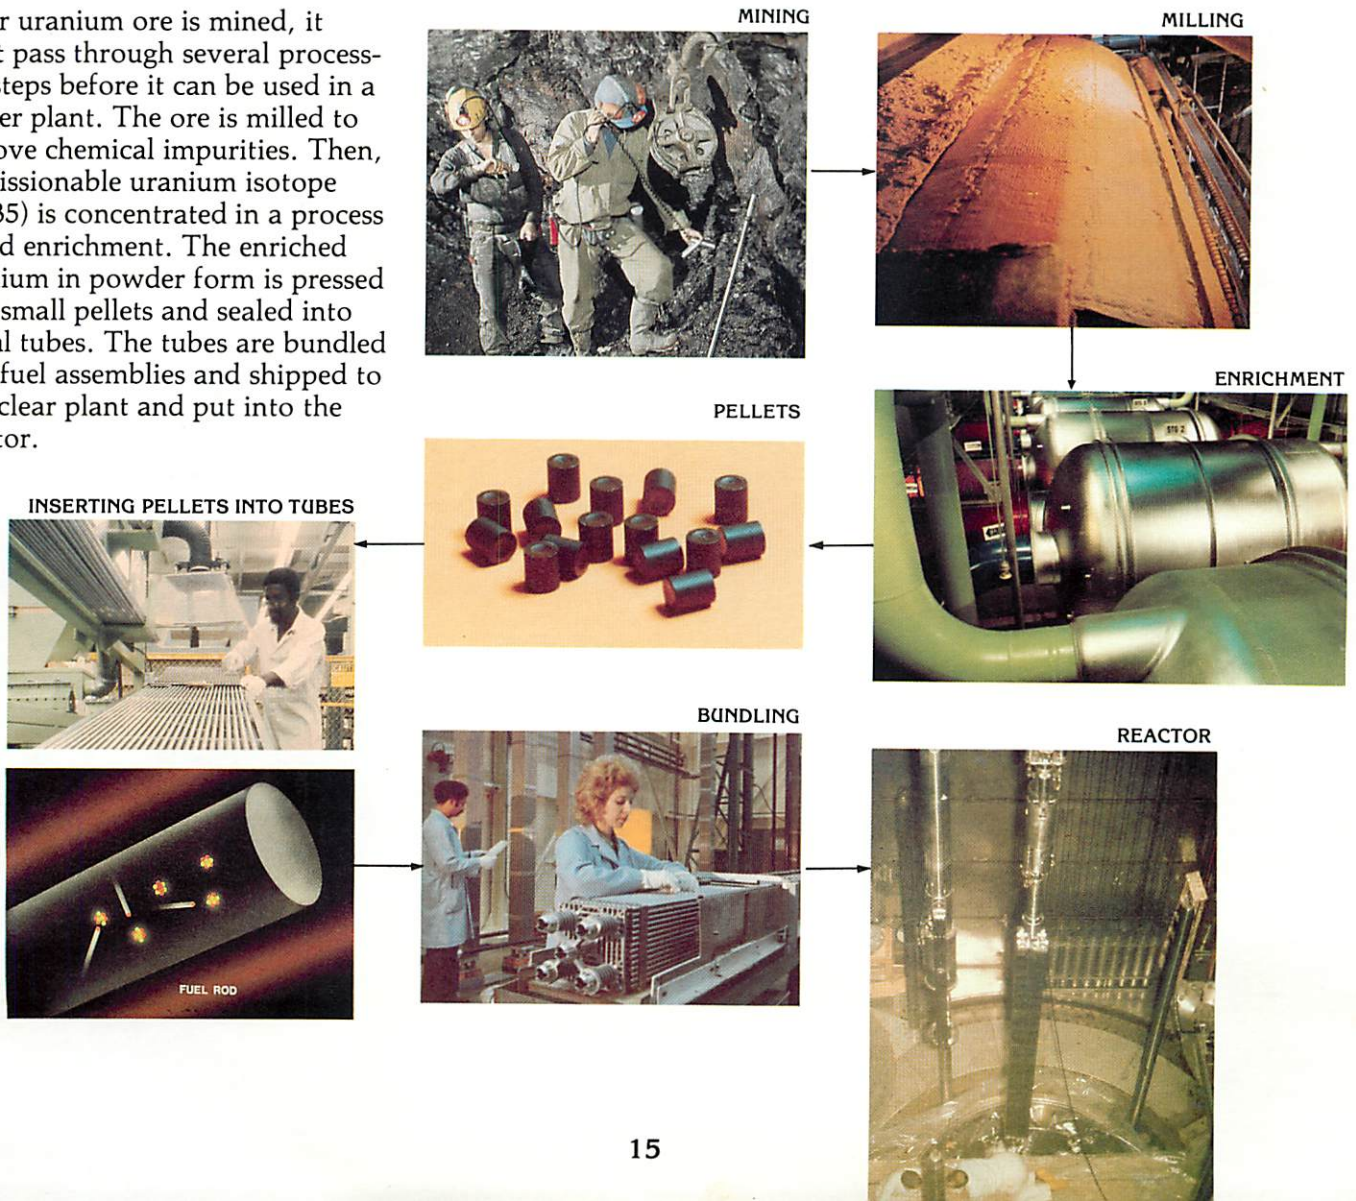 r uranium ore is mined, it
t pass through several process-
steps before it can be used in a
er plant. The ore is milled to
ove chemical impurities. Then,
issionable uranium isotope
35) is concentrated in a process
d enrichment. The enriched
ium in powder form is pressed
small pellets and sealed into
al tubes. The tubes are bundled
fuel assemblies and shipped to
clear plant and put into the
tor.
MINING
MILLING
ENRICHMENT
STG 2
PELLETS
INSERTING PELLETS INTO TUBES
FUEL ROD
BUNDLING
REACTOR
15